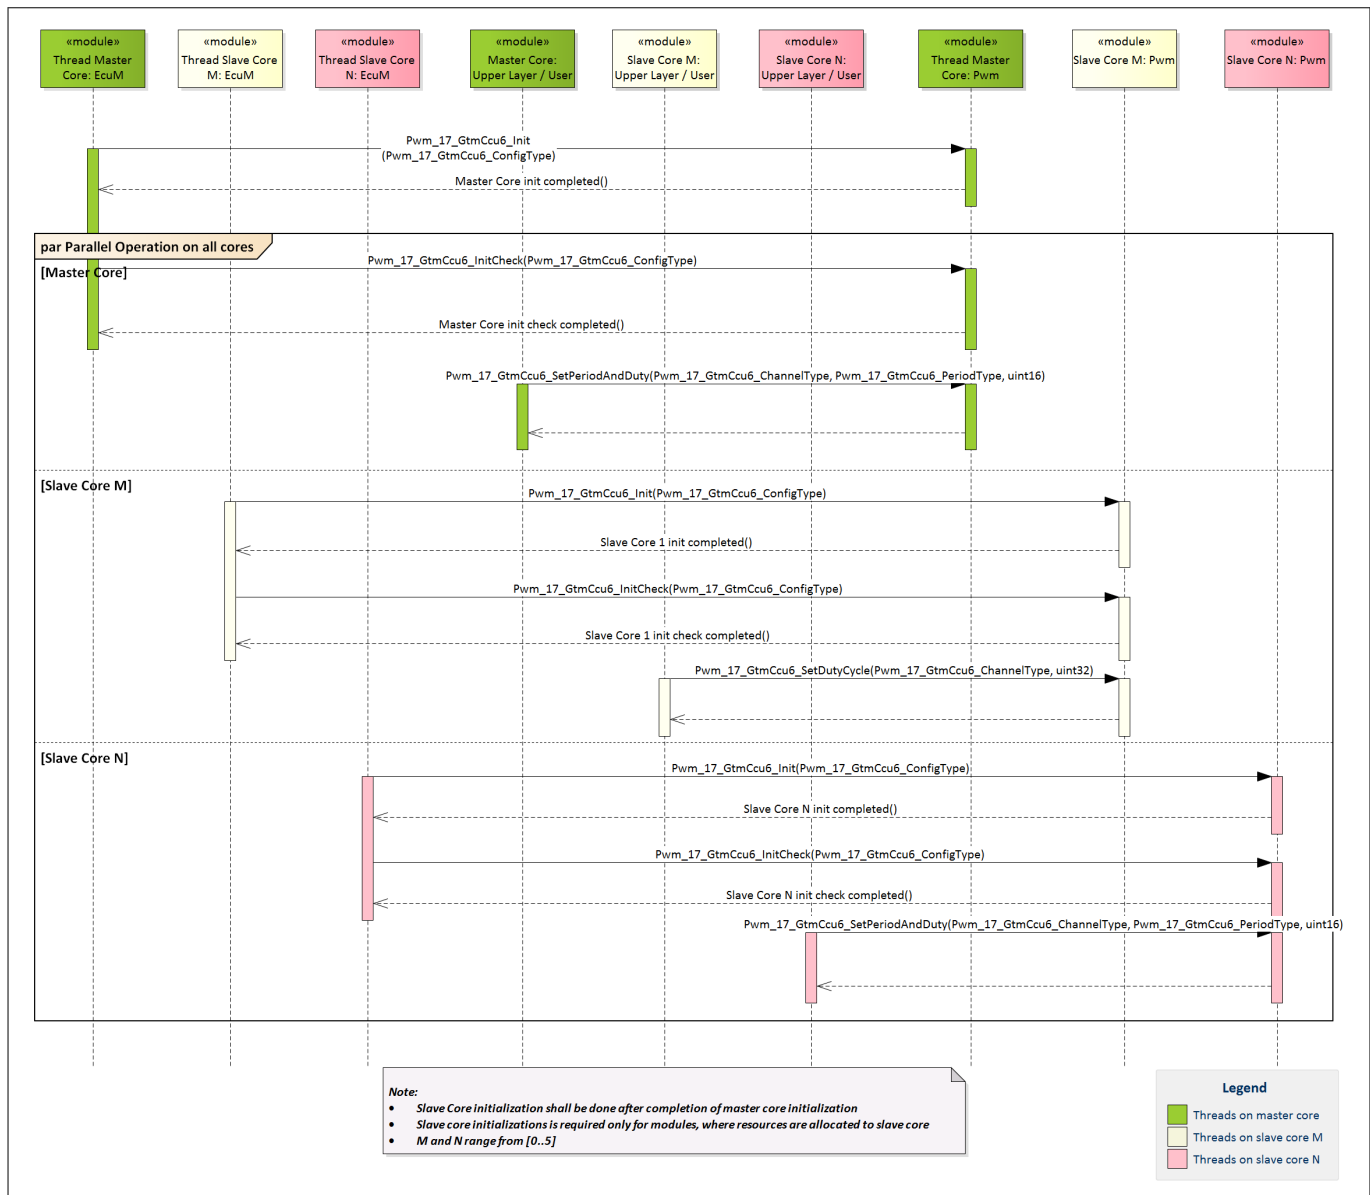 «module»
Thread Master
Core: EcuM
«module»
Thread Slave Core
M: EcuM
«module»
Thread Slave Core
N: EcuM
«module»
Master Core:
Upper Layer / User
«module»
Slave Core M:
Upper Layer / User
«module»
Slave Core N:
Upper Layer / User
«module»
Thread Master
Core: Pwm
«module»
Slave Core M: Pwm
«module»
Slave Core N: Pwm
Pwm_17_GtmCcu6_Init
(Pwm_17_GtmCcu6_ConfigType)
Master Core init completed()
par Parallel Operation on all cores
[Master Core]
Pwm_17_GtmCcu6_InitCheck(Pwm_17_GtmCcu6_ConfigType)
Master Core init check completed()
Pwm_17_GtmCcu6_SetPeriodAndDuty(Pwm_17_GtmCcu6_ChannelType, Pwm_17_GtmCcu6_PeriodType, uint16)
[Slave Core M]
Pwm_17_GtmCcu6_Init(Pwm_17_GtmCcu6_ConfigType)
Slave Core 1 init completed()
Pwm_17_GtmCcu6_InitCheck(Pwm_17_GtmCcu6_ConfigType)
Slave Core 1 init check completed()
Pwm_17_GtmCcu6_SetDutyCycle(Pwm_17_GtmCcu6_ChannelType, uint32)
[Slave Core N]
Pwm_17_GtmCcu6_Init(Pwm_17_GtmCcu6_ConfigType)
Slave Core N init completed()
Pwm_17_GtmCcu6_InitCheck(Pwm_17_GtmCcu6_ConfigType)
Slave Core N init check completed()
Pwm_17_GtmCcu6_SetPeriodAndDuty(Pwm_17_GtmCcu6_ChannelType, Pwm_17_GtmCcu6_PeriodType, uint16)
Note:
• Slave Core initialization shall be done after completion of master core initialization
• Slave core initializations is required only for modules, where resources are allocated to slave core
• M and N range from [0..5]
Legend
Threads on master core
Threads on slave core M
Threads on slave core N